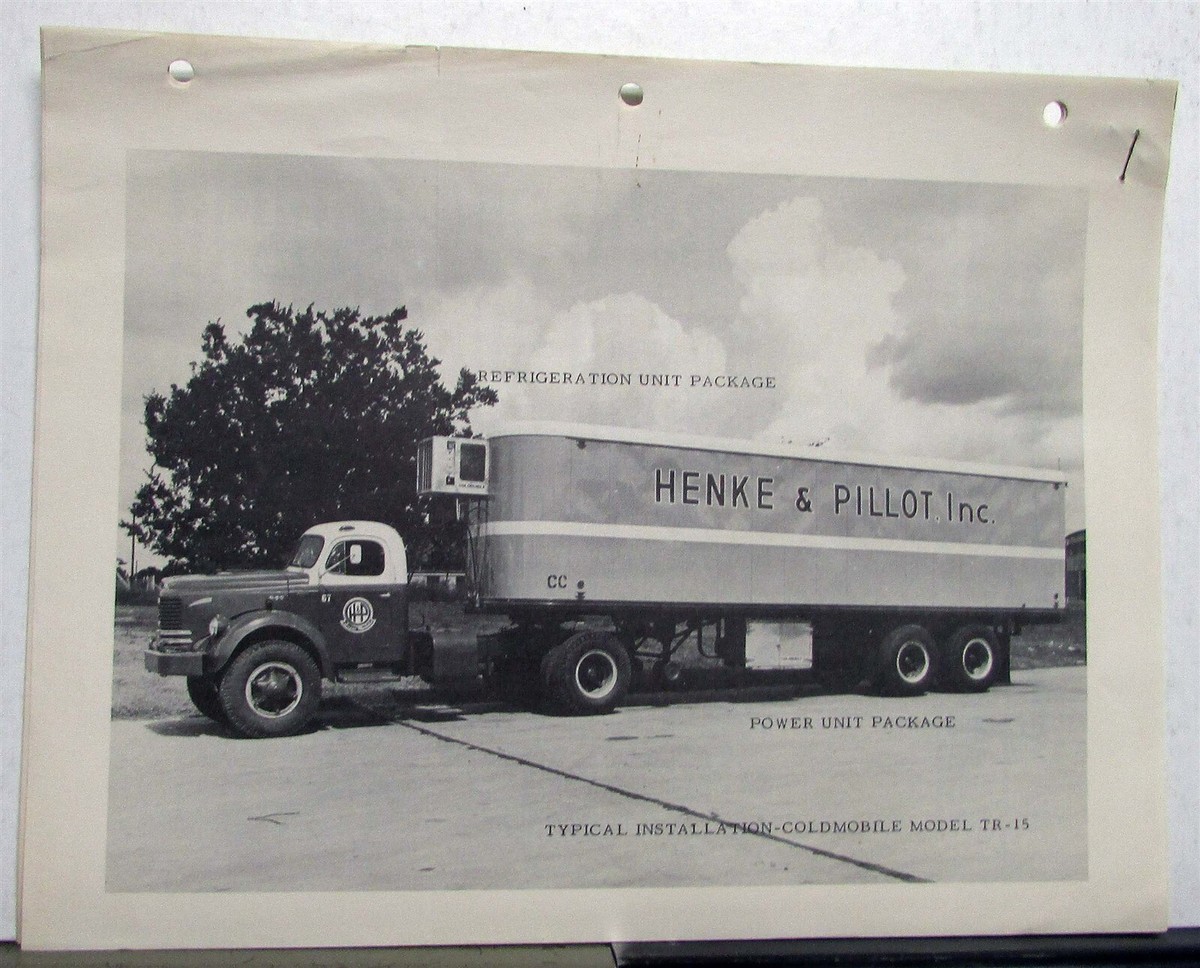 REFRIGERATION UNIT PACKAGE
HENKE & PILLOT. Inc.
CC
67
H&P
POWER UNIT PACKAGE
TYPICAL INSTALLATION-COLDMOBILE MODEL TR-15